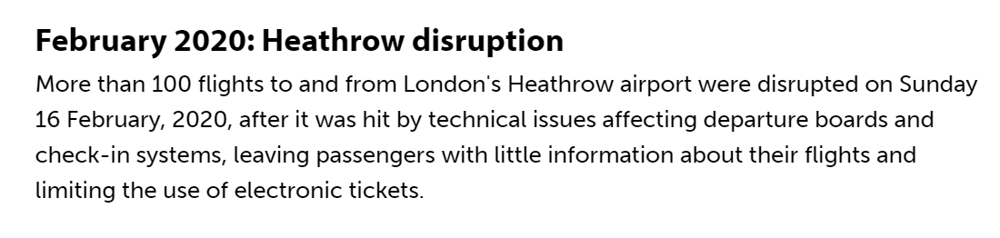 February 2020: Heathrow disruption
More than 100 flights to and from London's Heathrow airport were disrupted on Sunday
16 February, 2020, after it was hit by technical issues affecting departure boards and
check-in systems, leaving passengers with little information about their flights and
limiting the use of electronic tickets.